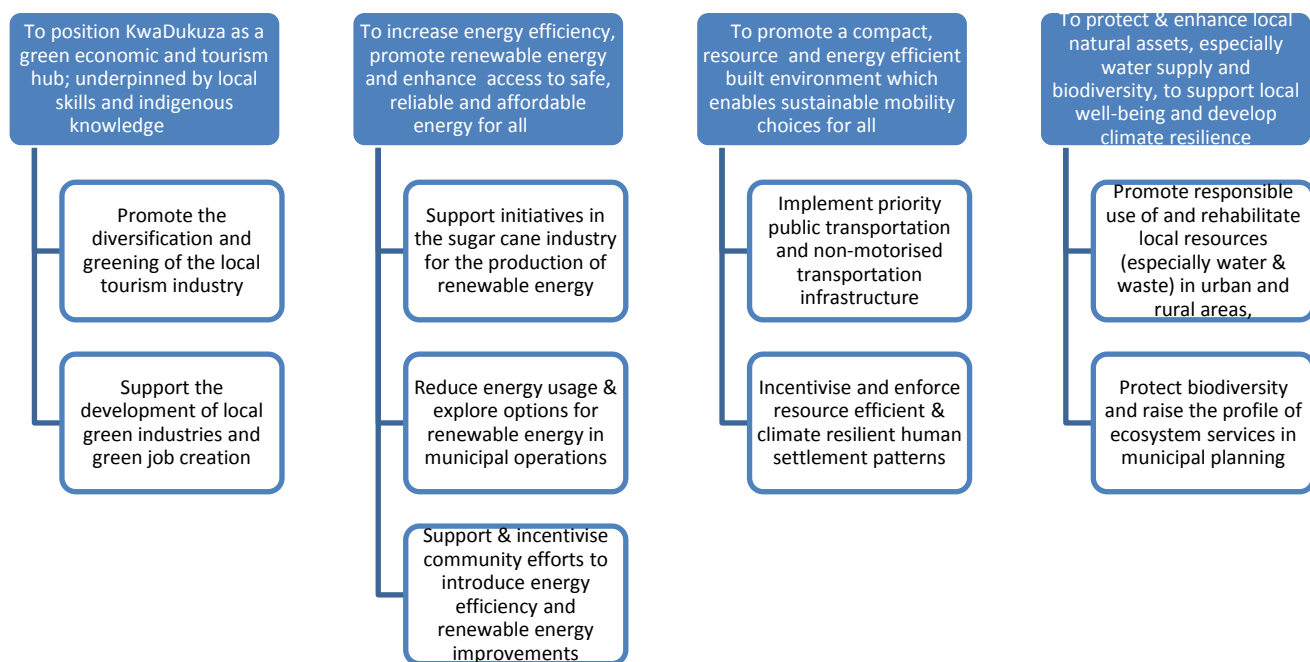 To position KwaDukuza as a
green economic and tourism
hub; underpinned by local
skills and indigenous
knowledge
Promote the
diversification and
greening of the local
tourism industry
Support the
development of local
green industries and
green job creation
To increase energy efficiency,
promote renewable energy
and enhance access to safe,
reliable and affordable
energy for all
Support initiatives in
the sugar cane industry
for the production of
renewable energy
Reduce energy usage &
explore options for
renewable energy in
municipal operations
Support & incentivise
community efforts to
introduce energy
efficiency and
renewable energy
improvements
To promote a compact,
resource and energy efficient
built environment which
enables sustainable mobility
choices for all
Implement priority
public transportation
and non-motorised
transportation
infrastructure
Incentivise and enforce
resource efficient &
climate resilient human
settlement patterns
To protect & enhance local
natural assets, especially
water supply and
biodiversity, to support local
well-being and develop
climate resilience
Promote responsible
use of and rehabilitate
local resources
(especially water &
waste) in urban and
rural areas,
Protect biodiversity
and raise the profile of
ecosystem services in
municipal planning